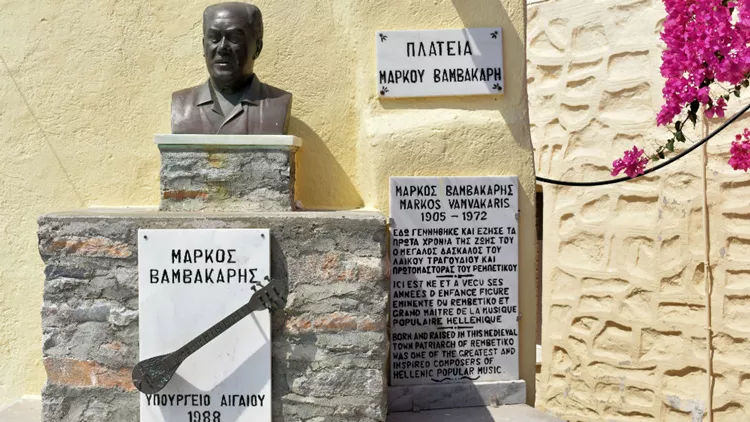 ΠΛΑΤΕΙΑ
ΜΑΡΚΟΥ ΒΑΜΒΑΚΑΡΗ
ΜΑΡΚΟΣ
ΒΑΜΒΑΚΑΡΗΣ
ΥΠΟΥΡΓΕΙΟ ΑΙΓΑΙΟΥ
1988
ΜΑΡΚΟΣ ΒΑΜΒΑΚΑΡΗΣ
MARKOS VAMVAKARIS
1905 - 1972
ΕΔΩ ΓΕΝΝΗΘΗΚΕ ΚΑΙ ΕΖΗΣΕ ΤΑ
ΠΡΩΤΑ ΧΡΟΝΙΑ ΤΗΣ ΖΩΗΣ ΤΟΥ
Ο ΜΕΓΑΛΟΣ ΔΑΣΚΑΛΟΣ ΤΟΥ
ΛΑΙΚΟΥ ΤΡΑΓΟΥΔΙΟΥ ΚΑΙ
ΠΡΩΤΟΜΑΣΤΟΡΑΣ ΤΟΥ ΡΕΜΠΕΤΙΚΟΥ
ICI EST NE ET A VECU SES
ANNEES D ENFANCE FIGURE
EMINENTE DU REMBETIKO ET
GRAND MAITRE DE LA MUSIQUE
POPULAIRE HELLENIQUE
BORN AND RAISED IN THIS MEDIEVAL
TOWN PATRIARCH OF REMBETIKO
WAS ONE OF THE GREATEST AND
INSPIRED COMPOSERS OF
HELLENIC POPULAR MUSIC.